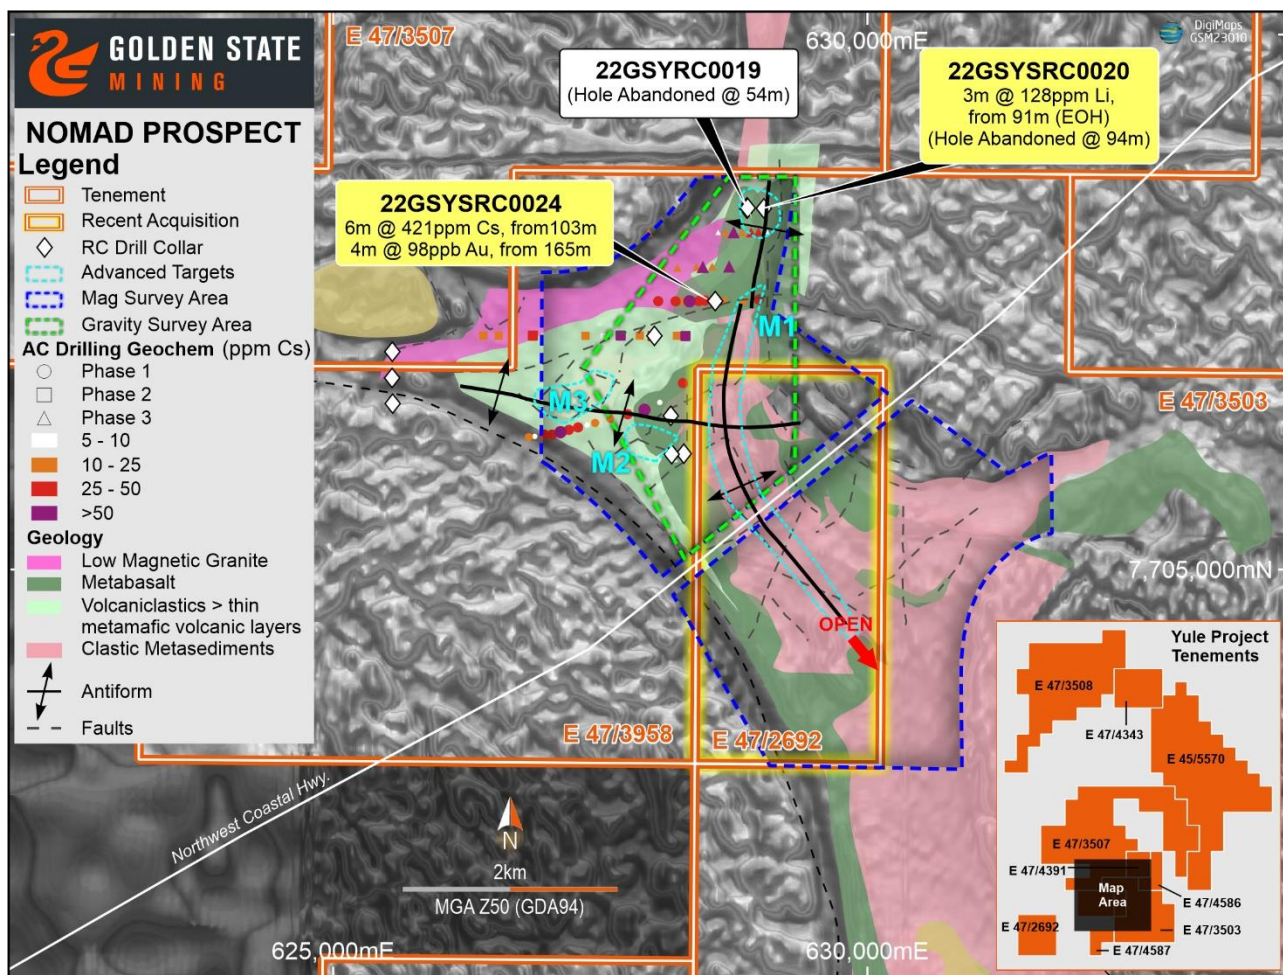 GOLDEN STATE
MINING
NOMAD PROSPECT
Legend
Tenement
Recent Acquisition
RC Drill Collar
Advanced Targets
Mag Survey Area
Gravity Survey Area
AC Drilling Geochem (ppm Cs)
Phase 1
Phase 2
Phase 3
5 - 10
10 - 25
25 - 50
>50
Geology
Low Magnetic Granite
Metabasalt
Volcaniclastics > thin
metamafic volcanic layers
Clastic Metasediments
Antiform
Faults
E 47/3507
630,000mE
DigiMaps
GSM23010
22GSYRC0019
(Hole Abandoned @ 54m)
22GSYSRC0020
3m @ 128ppm Li,
from 91m (EOH)
(Hole Abandoned @ 94m)
22GSYSRC0024
6m @ 421ppm Cs, from103m
4m @ 98ppb Au, from 165m
M1
M3
M2
E 47/3503
7,705,000mN
OPEN
E 47/3958
E 47/2692
Northwest Coastal Hwy.
N
2km
MGA Z50 (GDA94)
625,000mE
630,000mE
Yule Project
Tenements
E 47/3508
E 47/4343
E 45/5570
E 47/3507
E 47/4391
Map
Area
E 47/4586
E 47/2692
E 47/3503
E 47/4587